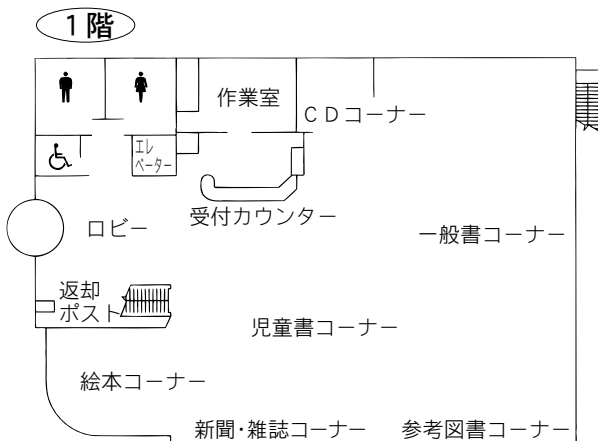 1階
作業室
CDコーナー
エレ
ベーター
受付カウンター
ロビー
一般書コーナー
返却
ポスト
児童書コーナー
絵本コーナー
新聞・雑誌コーナー
参考図書コーナー